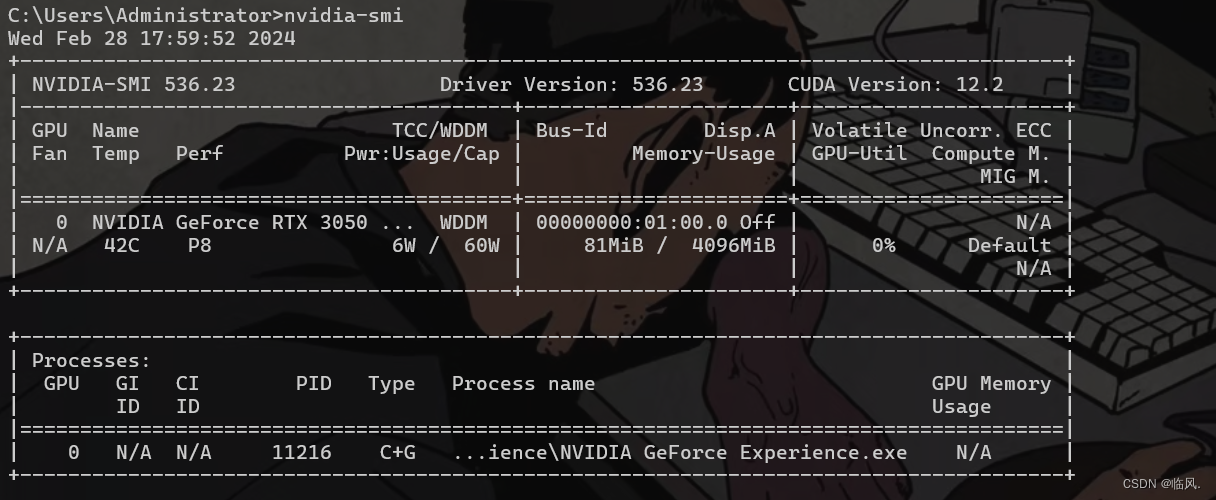 C:\Users\Administrator>nvidia-smi
Wed Feb 28 17:59:52 2024
+---------------------------------------------------------------------------------------+
| NVIDIA-SMI 536.23                 Driver Version: 536.23       CUDA Version: 12.2     |
|-----------------------------------------+----------------------+----------------------+
| GPU  Name                     TCC/WDDM  | Bus-Id        Disp.A | Volatile Uncorr. ECC |
| Fan  Temp   Perf          Pwr:Usage/Cap |         Memory-Usage | GPU-Util  Compute M. |
|                                         |                      |               MIG M. |
|=========================================+======================+======================|
|   0  NVIDIA GeForce RTX 3050 ...  WDDM  | 00000000:01:00.0 Off |                  N/A |
| N/A   42C    P8                6W /  60W |     81MiB /  4096MiB |      0%      Default |
|                                         |                      |                  N/A |
+-----------------------------------------+----------------------+----------------------+
+---------------------------------------------------------------------------------------+
| Processes:                                                                            |
|  GPU   GI   CI        PID   Type   Process name                            GPU Memory |
|        ID   ID                                                             Usage      |
|=======================================================================================|
|    0   N/A  N/A     11216    C+G   ...ience\NVIDIA GeForce Experience.exe    N/A      |
+---------------------------------------------------------------------------------------+
CSDN @临风.